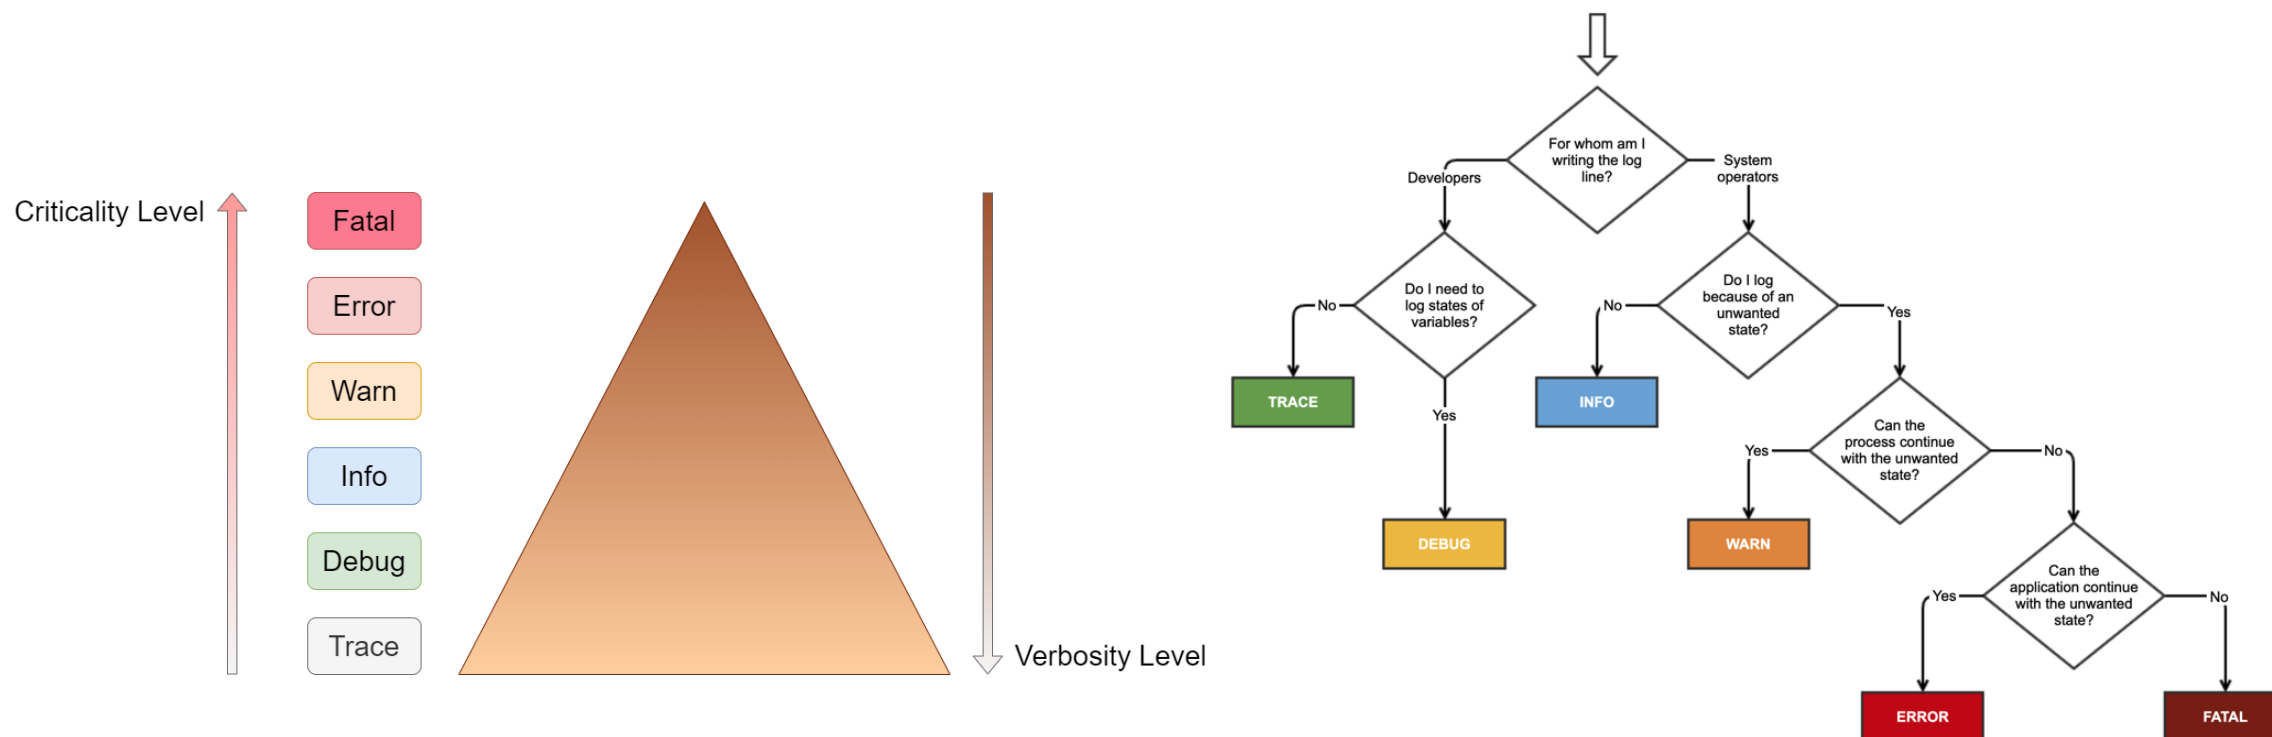 Criticality Level
Fatal
Error
Warn
Info
Debug
Trace
Verbosity Level
For whom am I
writing the log
line?
Developers
System
operators
Do I need to
log states of
variables?
No
Yes
TRACE
DEBUG
Do I log
because of an
unwanted
state?
No
Yes
INFO
Can the
process continue
with the unwanted
state?
Yes
No
WARN
Can the
application continue
with the unwanted
state?
Yes
No
ERROR
FATAL